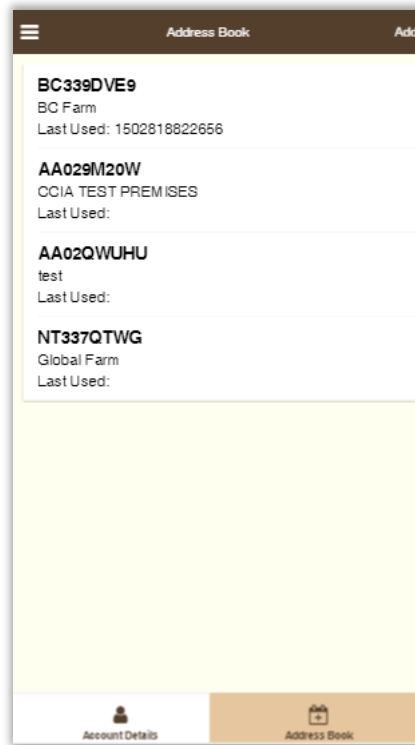 Address Book Add
BC339DVE9
BC Farm
Last Used: 1502818822656
AA029M20W
CCIA TEST PREMISES
Last Used:
AA02QWUHU
test
Last Used:
NT337QTWG
Global Farm
Last Used:
Account Details Address Book